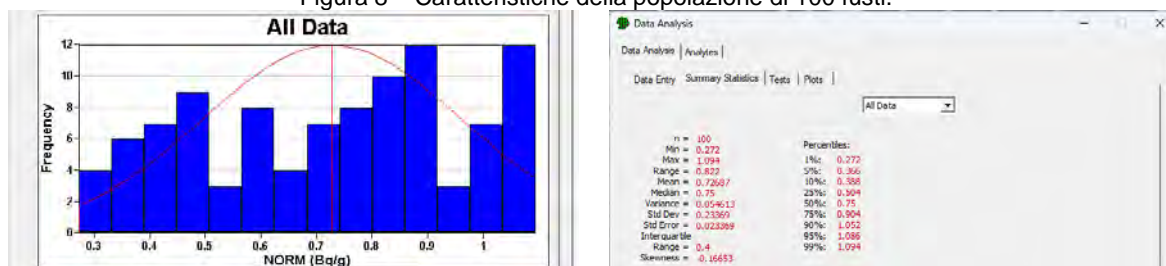 Figura 8 – Caratteristiche della popolazione di 100 fusti.
All Data
Frequency
12
10
8
6
4
2
0
0.3 0.4 0.5 0.6 0.7 0.8 0.9 1
NORM (Bq/g)
Data Analysis
Data Analysis Analytes
Data Entry Summary Statistics Tests Plots
All Data
n = 100
Min = 0.272
Max = 1.094
Range = 0.822
Mean = 0.72687
Median = 0.75
Variance = 0.054613
Std Dev = 0.23369
Std Error = 0.023369
Interquartile
Range = 0.4
Skewness = -0.16653
Percentiles:
1%: 0.272
5%: 0.366
10%: 0.388
25%: 0.504
50%: 0.75
75%: 0.904
90%: 1.052
95%: 1.086
99%: 1.094